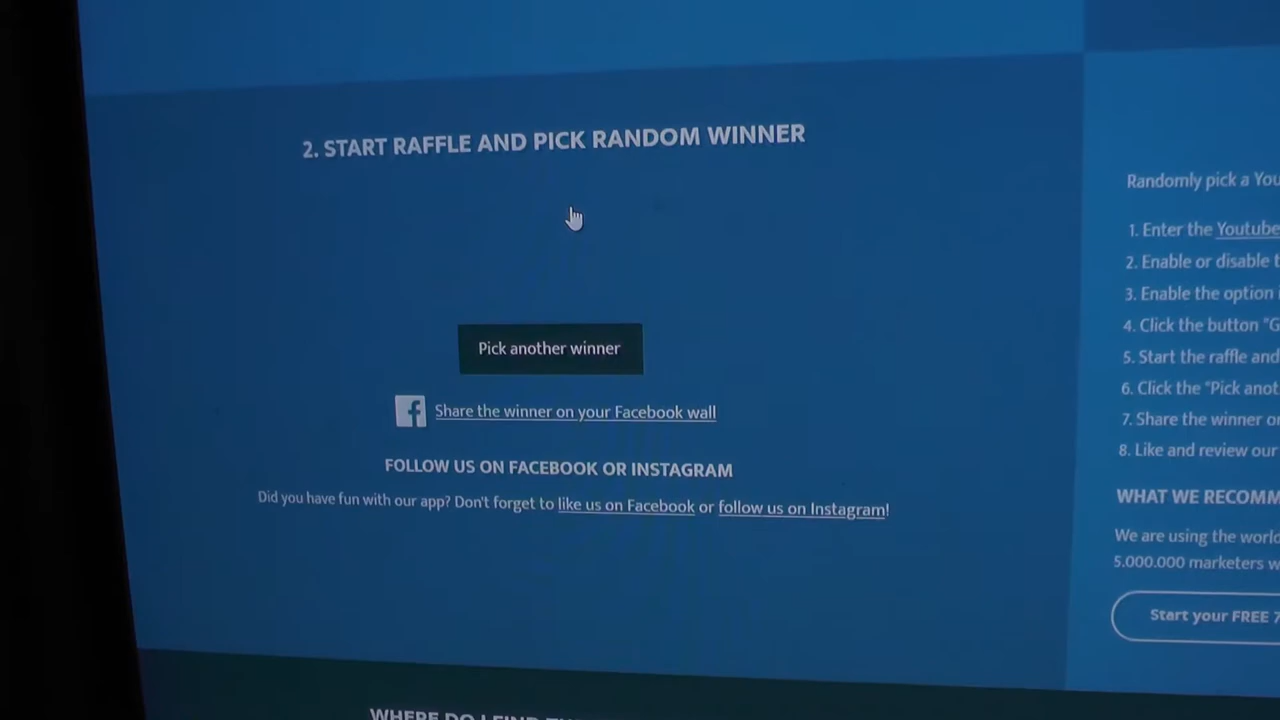 2. START RAFFLE AND PICK RANDOM WINNER
Pick another winner
Share the winner on your Facebook wall
FOLLOW US ON FACEBOOK OR INSTAGRAM
Did you have fun with our app? Don't forget to like us on Facebook or follow us on Instagram!
Randomly pick a You
1. Enter the Youtube
2. Enable or disable t
3. Enable the option
4. Click the button "G
5. Start the raffle and
6. Click the "Pick anot
7. Share the winner o
8. Like and review our
WHAT WE RECOMM
We are using the world
5.000.000 marketers w
Start your FREE 7
WHERE DO I FIND